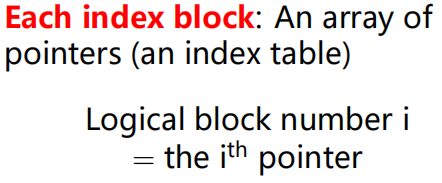 Each index block: An array of
pointers (an index table)
Logical block number i
= the iᵗʰ pointer